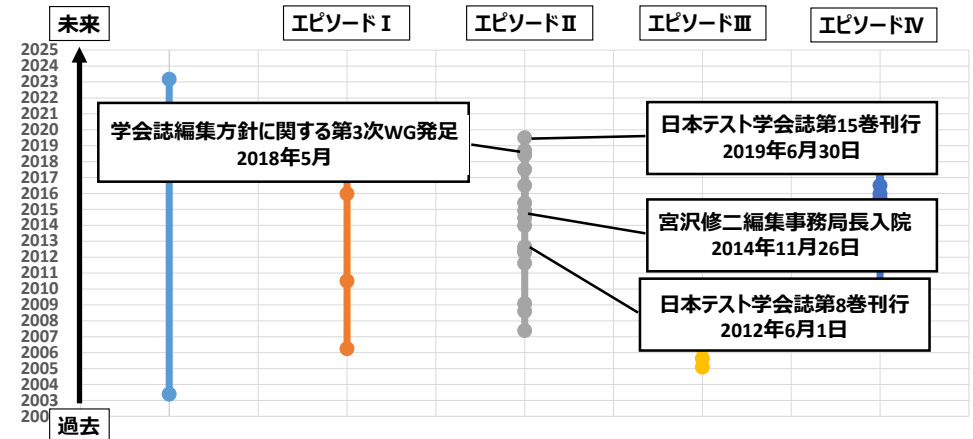 未来
エピソードⅠ
エピソードⅡ
エピソードⅢ
エピソードⅣ
2025
2024
2023
2022
2021
2020
2019
2018
2017
2016
2015
2014
2013
2012
2011
2010
2009
2008
2007
2006
2005
2004
2003
200
過去
学会誌編集方針に関する第3次WG発足
2018年5月
日本テスト学会誌第15巻刊行
2019年6月30日
宮沢修二編集事務局長入院
2014年11月26日
日本テスト学会誌第8巻刊行
2012年6月1日